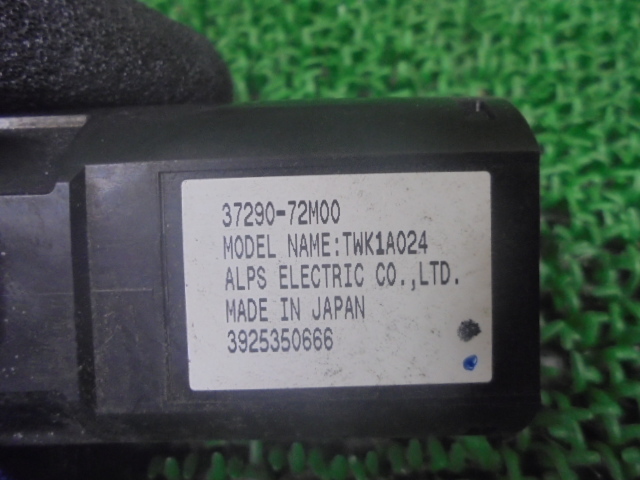 37290-72M00
MODEL NAME:TWK1A024
ALPS ELECTRIC CO.,LTD.
MADE IN JAPAN
3925350666